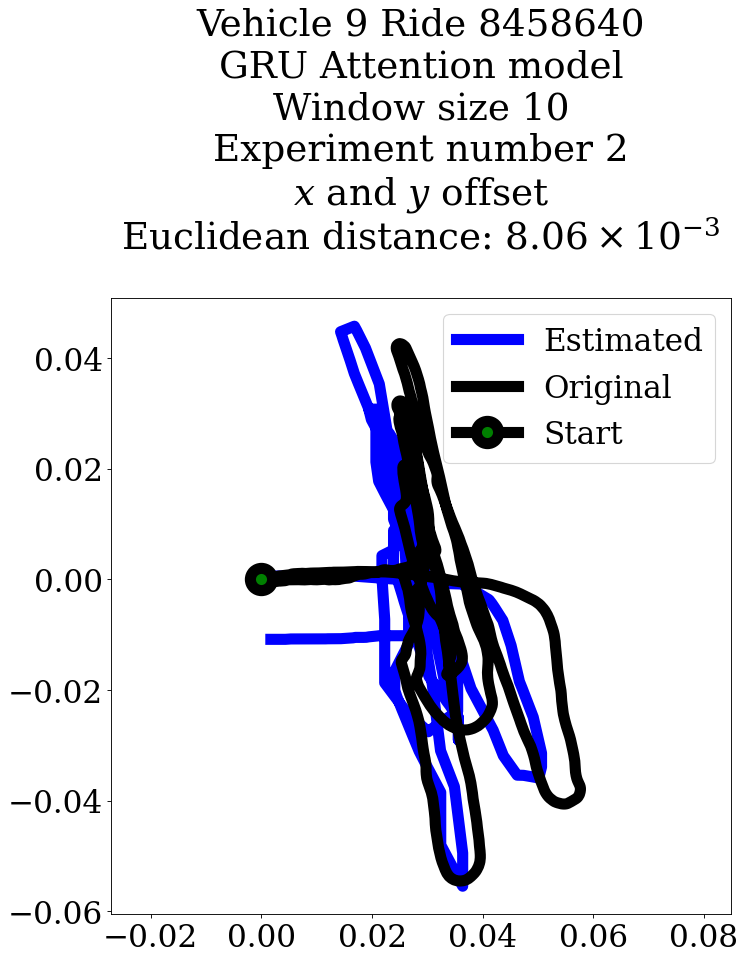 Vehicle 9 Ride 8458640
GRU Attention model
Window size 10
Experiment number 2
x and y offset
Euclidean distance: 8.06 × 10⁻³
Estimated
Original
Start
0.04
0.02
0.00
−0.02
−0.04
−0.06
−0.02 0.00 0.02 0.04 0.06 0.08